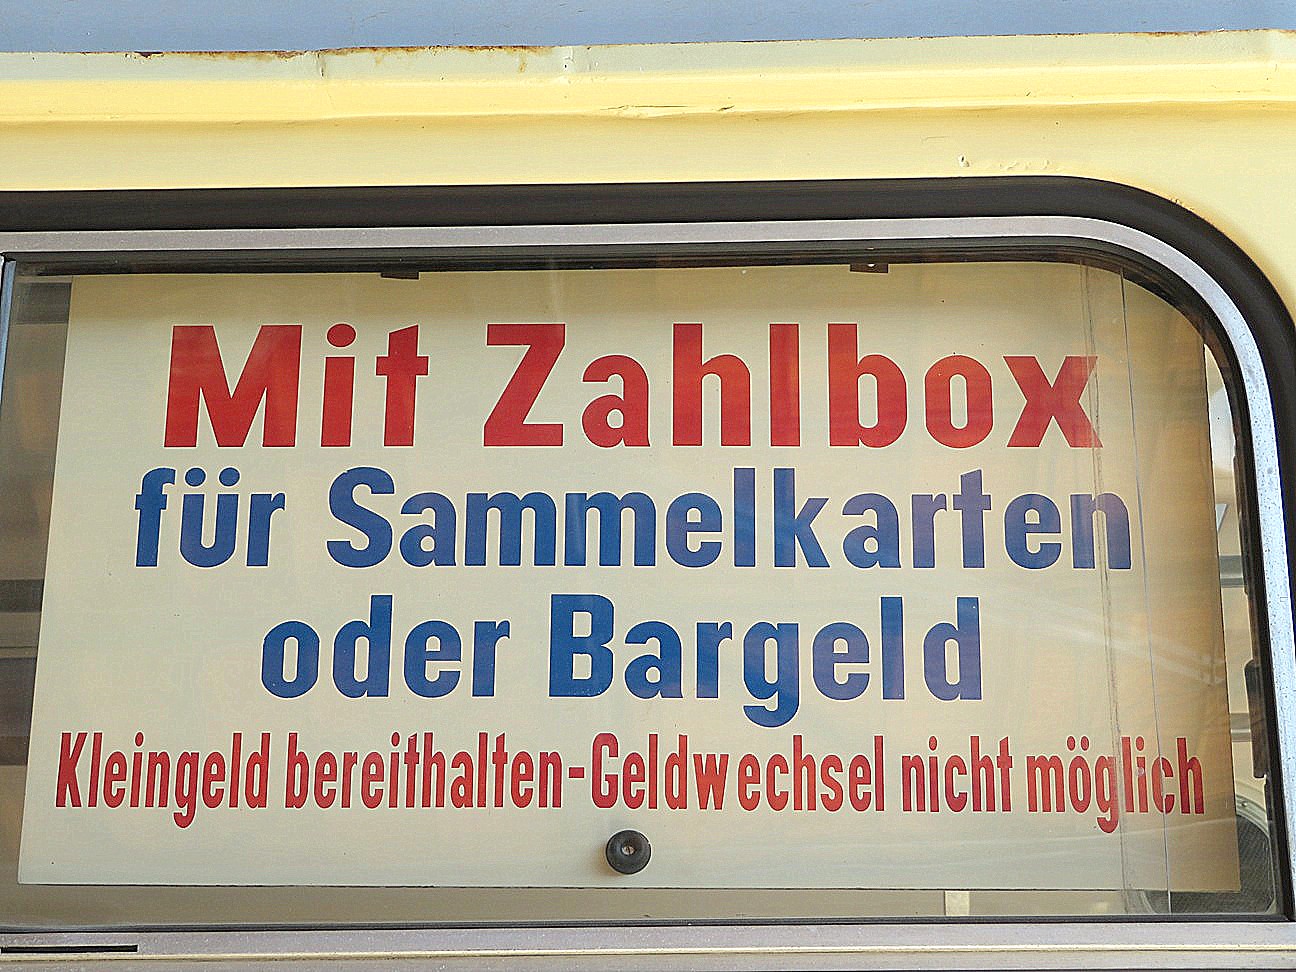 Mit Zahlbox
für Sammelkarten
oder Bargeld
Kleingeld bereithalten-Geldwechsel nicht möglich